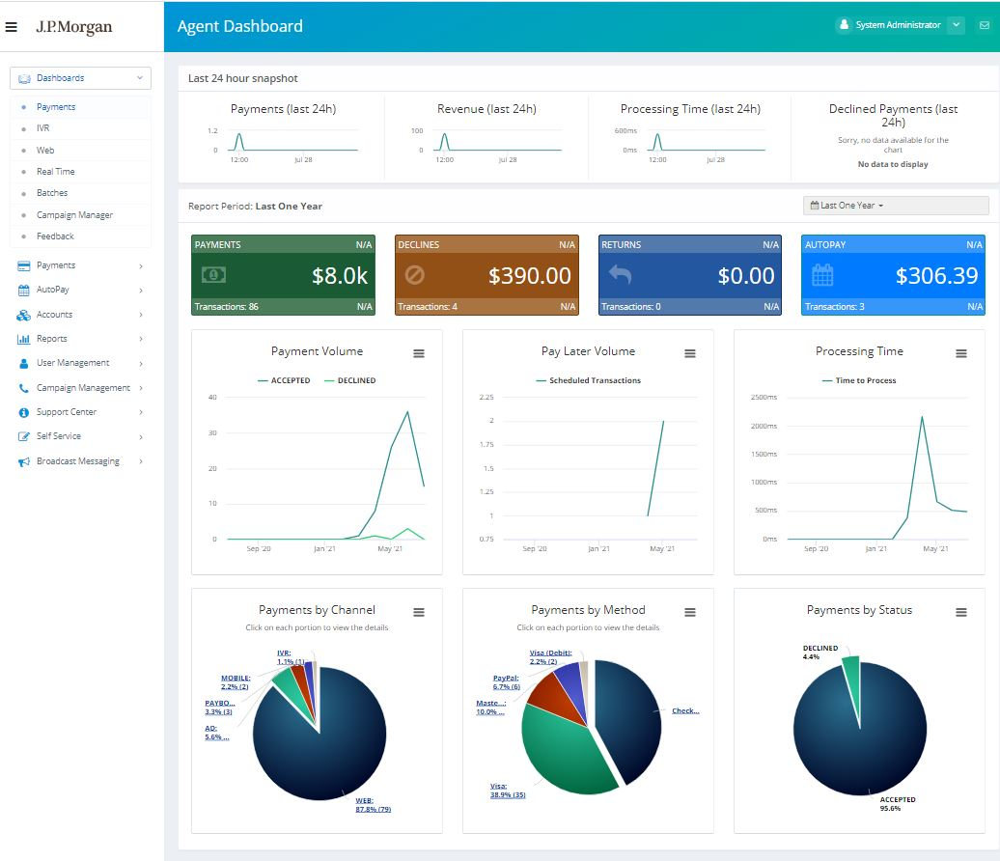 J.P.Morgan
Agent Dashboard
System Administrator
Dashboards
Payments
IVR
Web
Real Time
Batches
Campaign Manager
Feedback
Payments
AutoPay
Accounts
Reports
User Management
Campaign Management
Support Center
Self Service
Broadcast Messaging
Last 24 hour snapshot
Payments (last 24h)
1.2
0
12:00 Jul 28
Revenue (last 24h)
100
0
12:00 Jul 28
Processing Time (last 24h)
600ms
0ms
12:00 Jul 28
Declined Payments (last
24h)
Sorry, no data available for the
chart
No data to display
Report Period: Last One Year
Last One Year
PAYMENTS N/A
$8.0k
Transactions: 86 N/A
DECLINES N/A
$390.00
Transactions: 4 N/A
RETURNS N/A
$0.00
Transactions: 0 N/A
AUTOPAY N/A
$306.39
Transactions: 3 N/A
Payment Volume
ACCEPTED DECLINED
40
30
20
10
0
Sep '20 Jan '21 May '21
Pay Later Volume
Scheduled Transactions
2.25
2
1.75
1.5
1.25
1
0.75
Sep '20 Jan '21 May '21
Processing Time
Time to Process
2500ms
2000ms
1500ms
1000ms
500ms
0ms
Sep '20 Jan '21 May '21
Payments by Channel
Click on each portion to view the details
IVR:
1.1% (1)
MOBILE:
2.2% (2)
PAYBO...
3.3% (3)
AD:
5.6% ...
WEB:
87.8% (79)
Payments by Method
Click on each portion to view the details
Visa (Debit):
2.2% (2)
PayPal:
6.7% (6)
Maste...:
10.0% ...
Check...
Visa:
38.9% (35)
Payments by Status
DECLINED
4.4%
ACCEPTED
95.6%